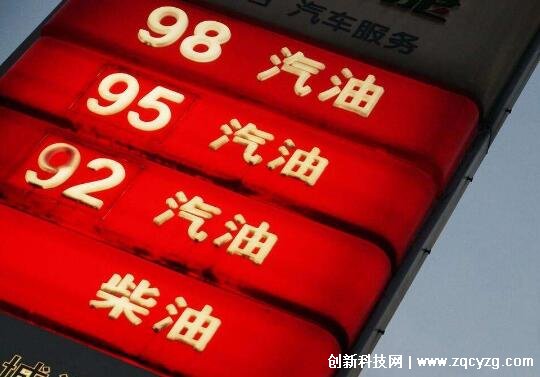 汽车服务
98 汽油
95 汽油
92 汽油
柴油
创新科技网 | www.zqcyzg.com